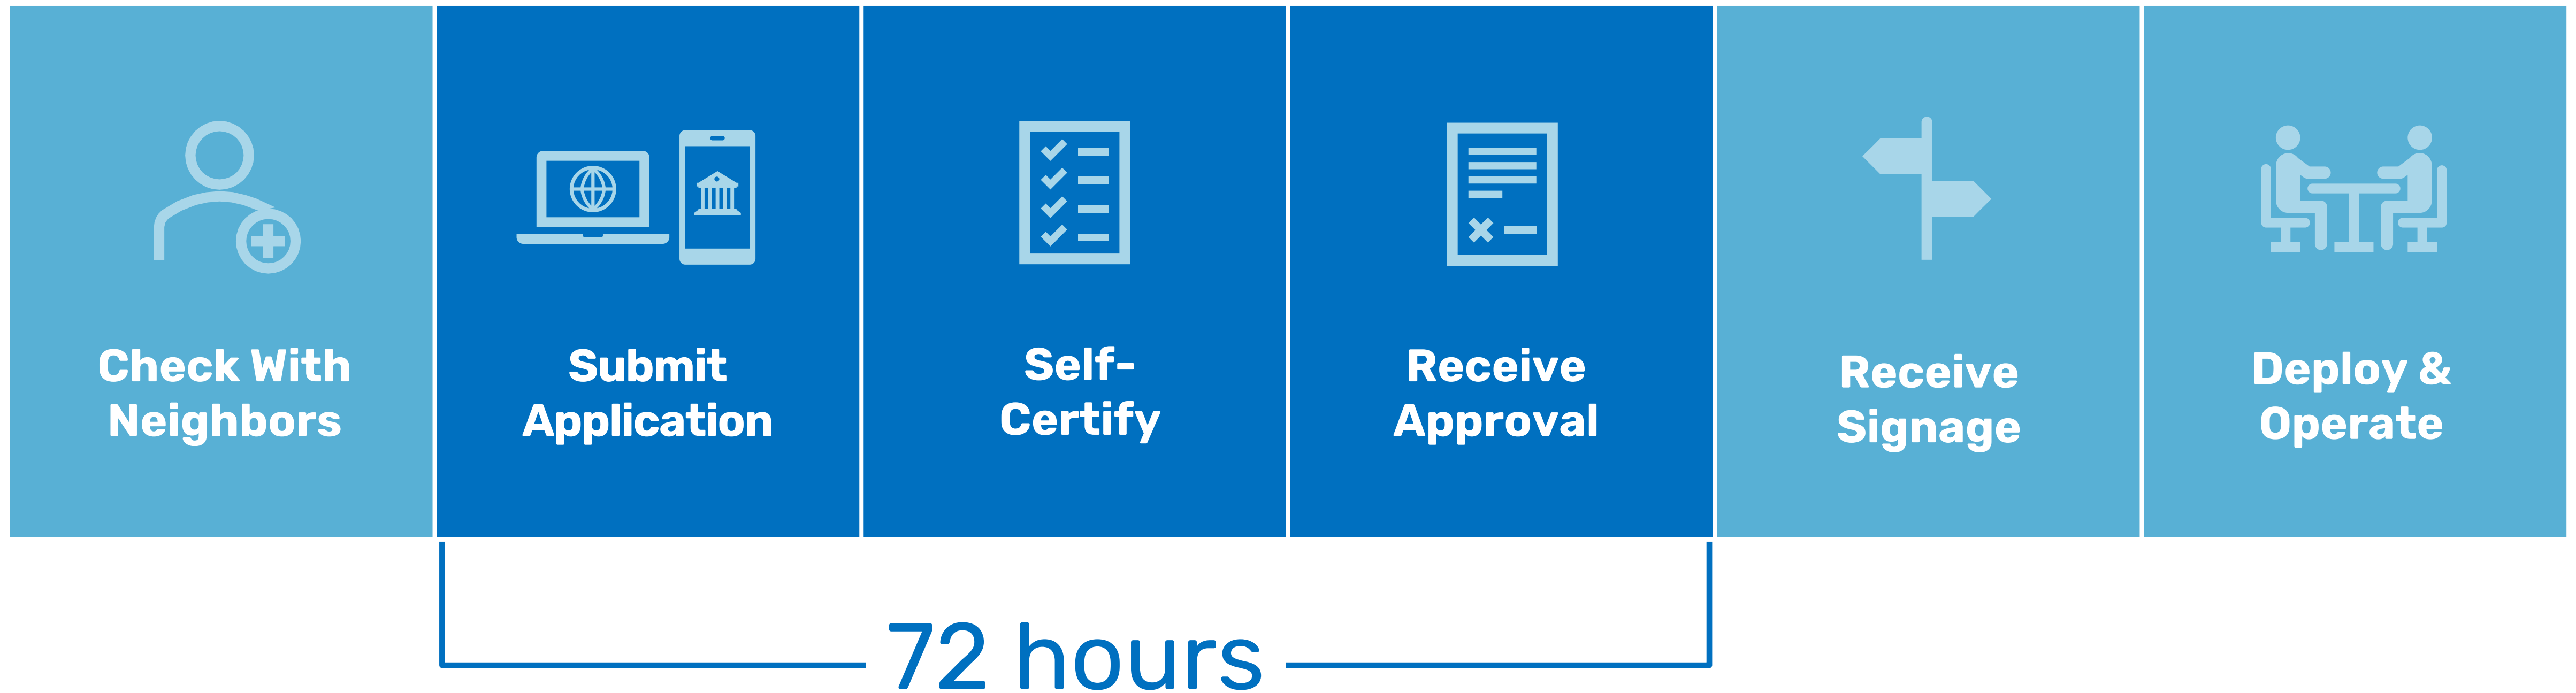 Check With
Neighbors
Submit
Application
Self-
Certify
Receive
Approval
Receive
Signage
Deploy &
Operate
72 hours